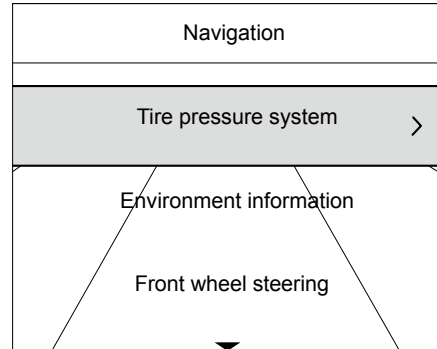 Navigation
Tire pressure system
Environment information
Front wheel steering